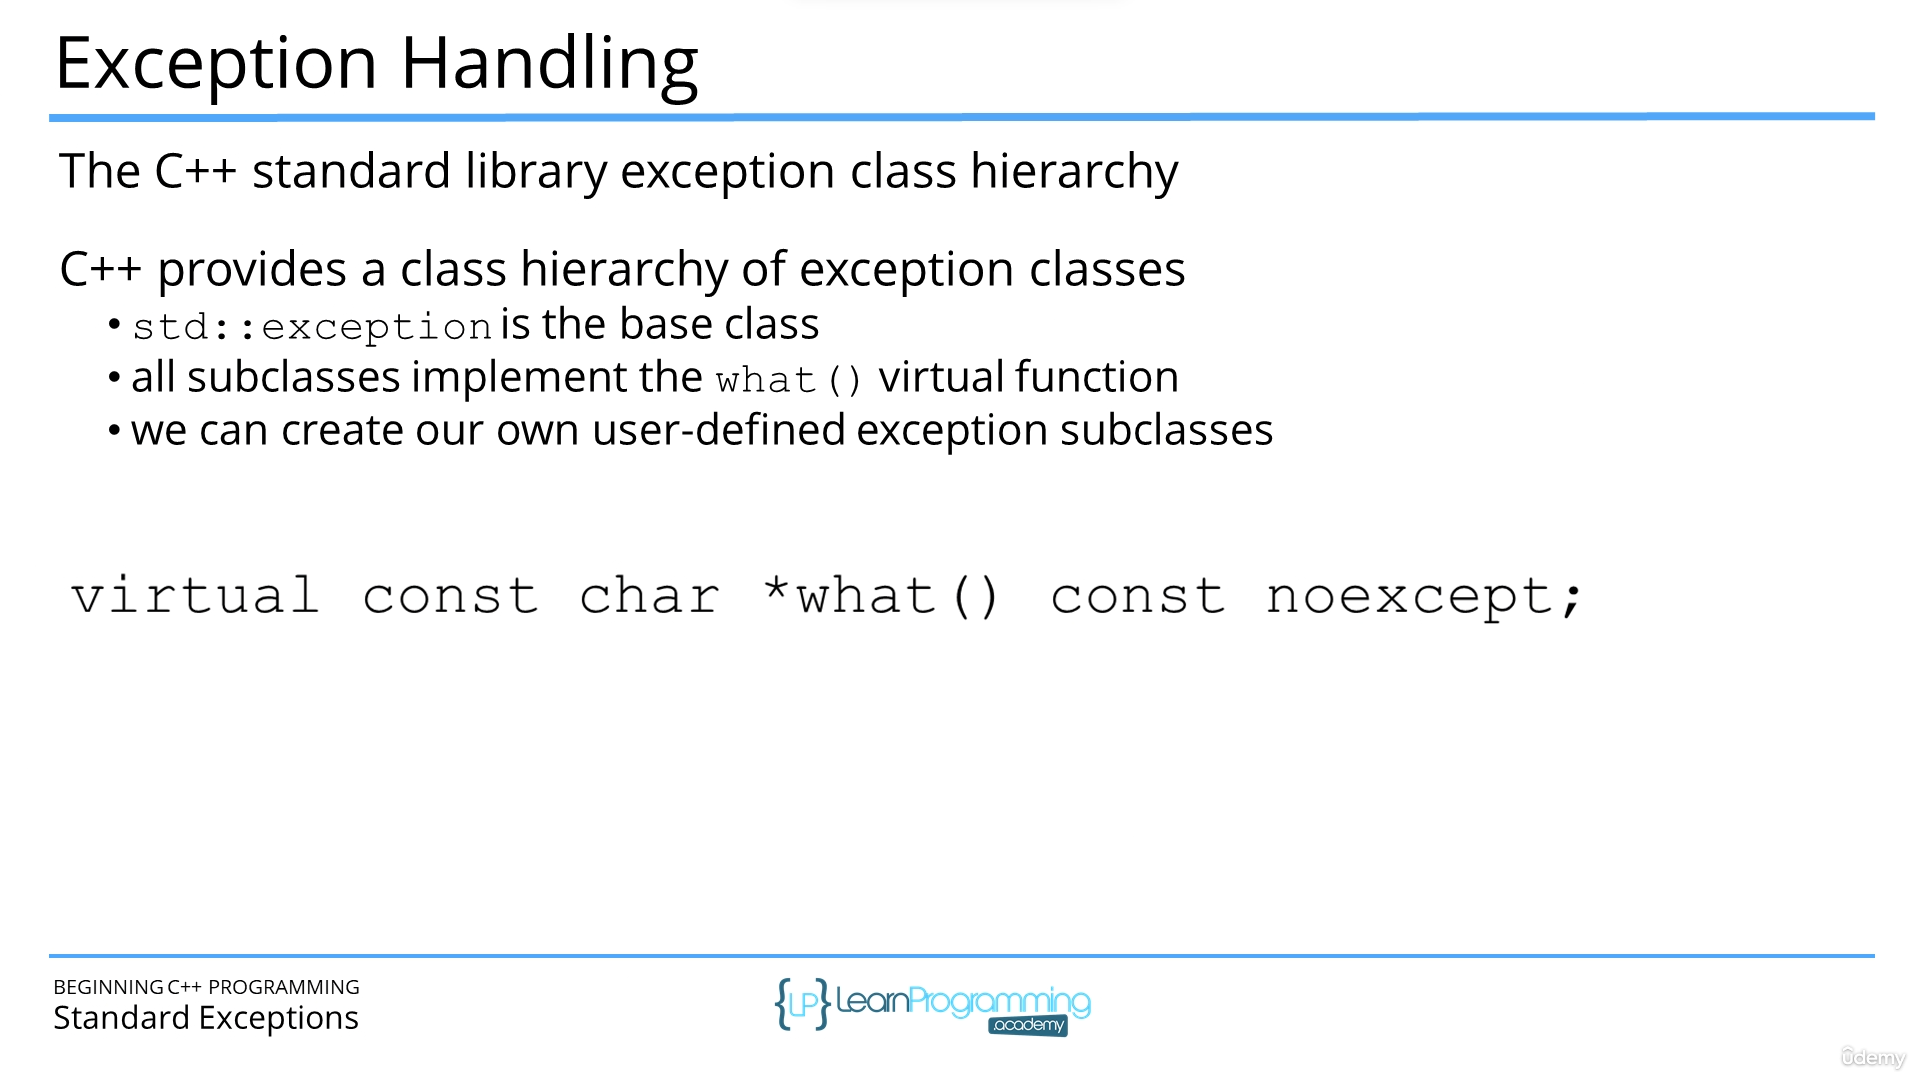 Exception Handling
The C++ standard library exception class hierarchy
C++ provides a class hierarchy of exception classes
• std::exception is the base class
• all subclasses implement the what() virtual function
• we can create our own user-defined exception subclasses
virtual const char *what() const noexcept;
BEGINNING C++ PROGRAMMING
Standard Exceptions
{LP} LearnProgramming
academy
ûdemy